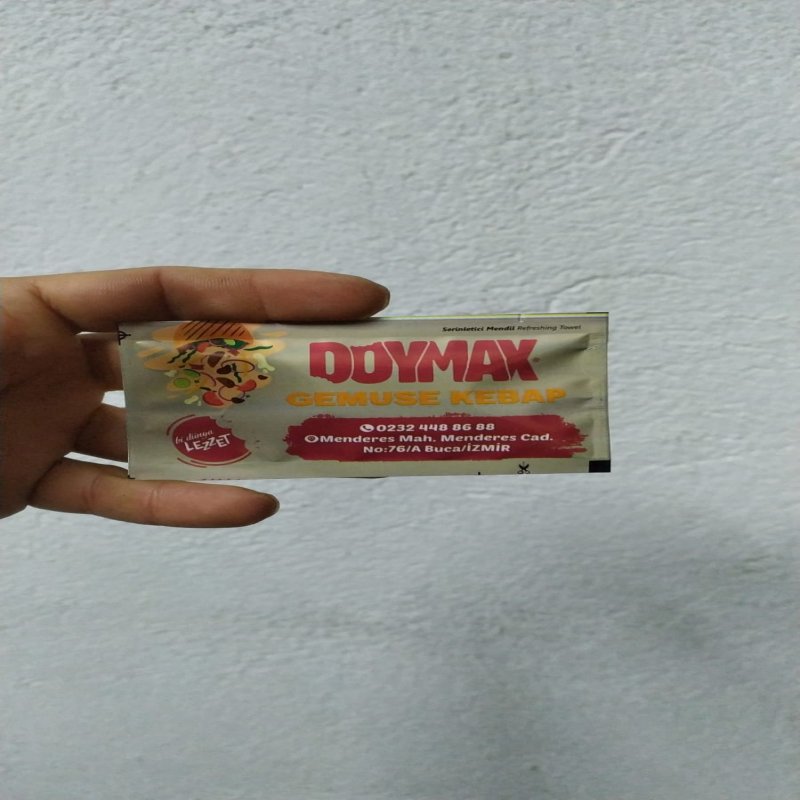 Serinletici Mendil Refreshing Towel
DOYMAX
GEMUSE KEBAP
bi dünya
LEZZET
0232 448 86 88
Menderes Mah. Menderes Cad.
No:76/A Buca/İZMİR